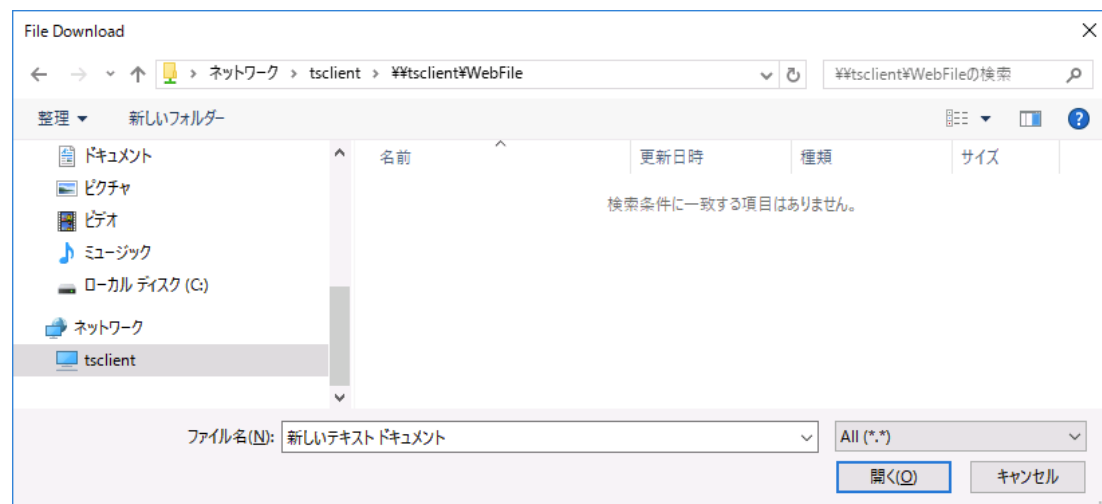 File Download
ネットワーク > tsclient > ¥¥tsclient¥WebFile
¥¥tsclient¥WebFileの検索
整理 新しいフォルダー
ドキュメント
ピクチャ
ビデオ
ミュージック
ローカル ディスク (C:)
ネットワーク
tsclient
名前 更新日時 種類 サイズ
検索条件に一致する項目はありません。
ファイル名(N): 新しいテキスト ドキュメント All (*.*)
開く(O) キャンセル